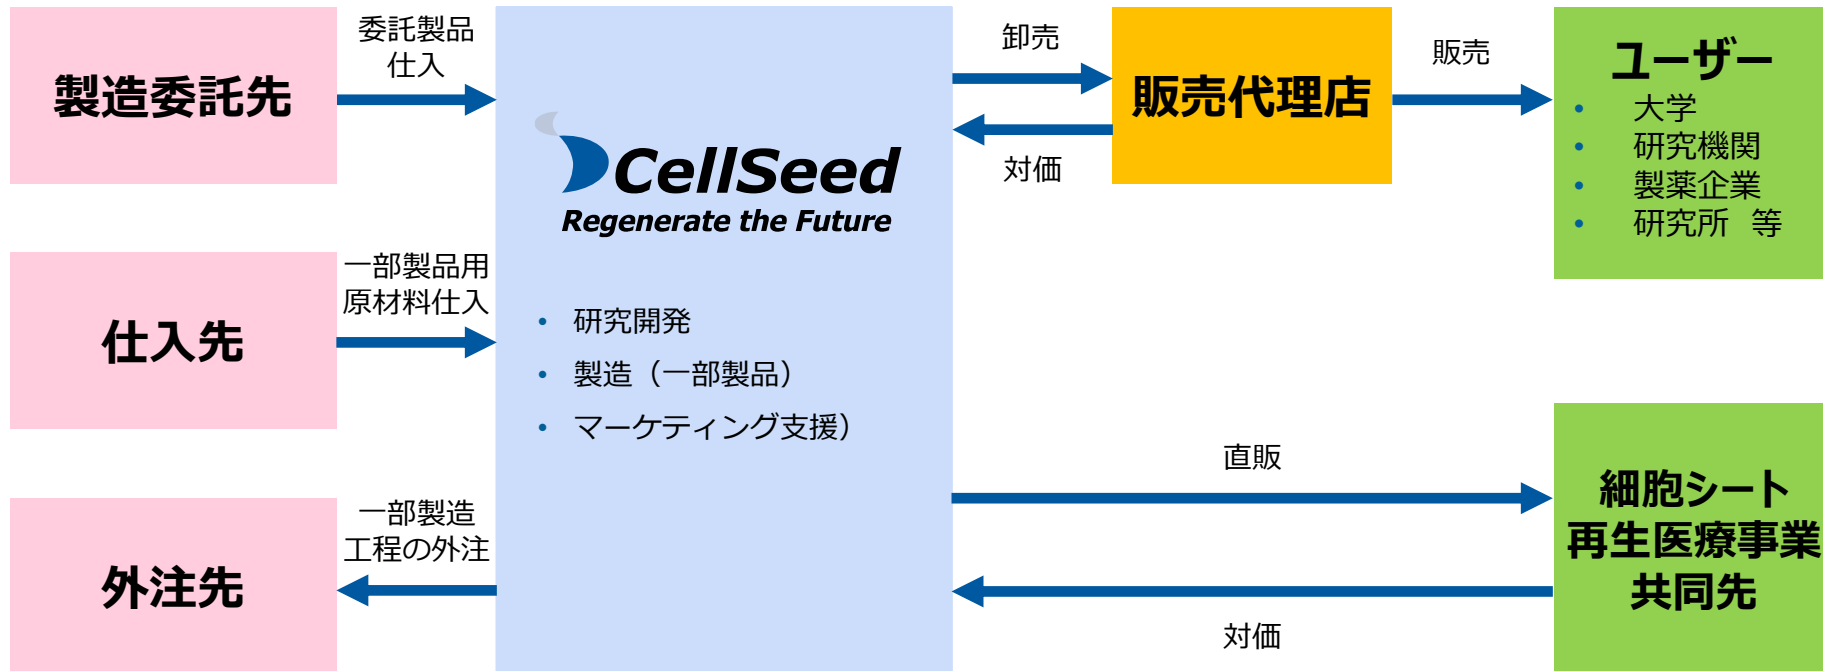 製造委託先
委託製品
仕入
仕入先
一部製品用
原材料仕入
外注先
一部製造
工程の外注
CellSeed
Regenerate the Future
• 研究開発
• 製造（一部製品）
• マーケティング支援）
卸売
対価
販売代理店
販売
ユーザー
• 大学
• 研究機関
• 製薬企業
• 研究所　等
直販
対価
細胞シート
再生医療事業
共同先